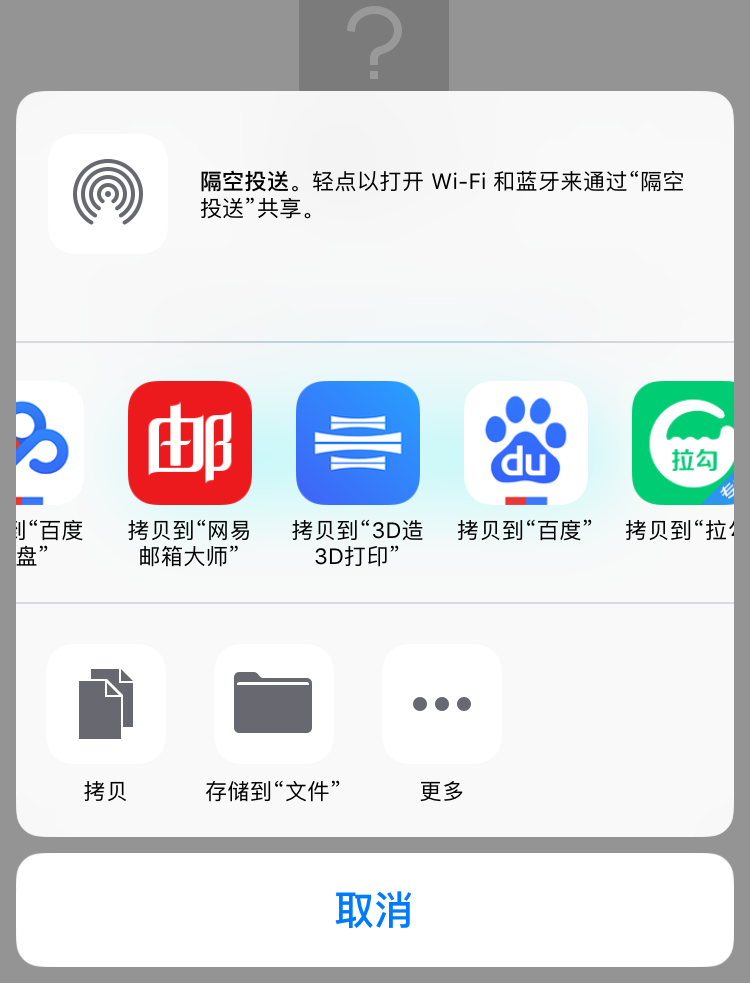 ?
隔空投送。轻点以打开 Wi-Fi 和蓝牙来通过“隔空
投送”共享。
邮
du
拉勾
专
到“百度
盘”
拷贝到“网易
邮箱大师”
拷贝到“3D造
3D打印”
拷贝到“百度”
拷贝到“拉勾
拷贝
存储到“文件”
更多
取消